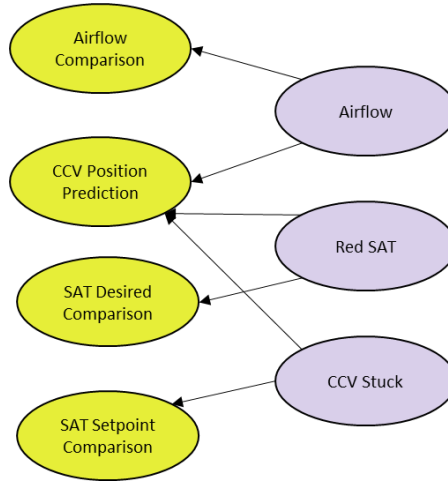 Airflow
Comparison
Airflow
CCV Position
Prediction
Red SAT
SAT Desired
Comparison
CCV Stuck
SAT Setpoint
Comparison